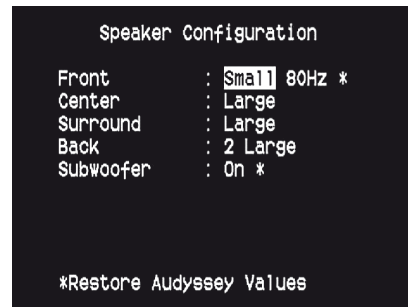 Speaker Configuration
Front : Small 80Hz *
Center : Large
Surround : Large
Back : 2 Large
Subwoofer : On *
*Restore Audyssey Values